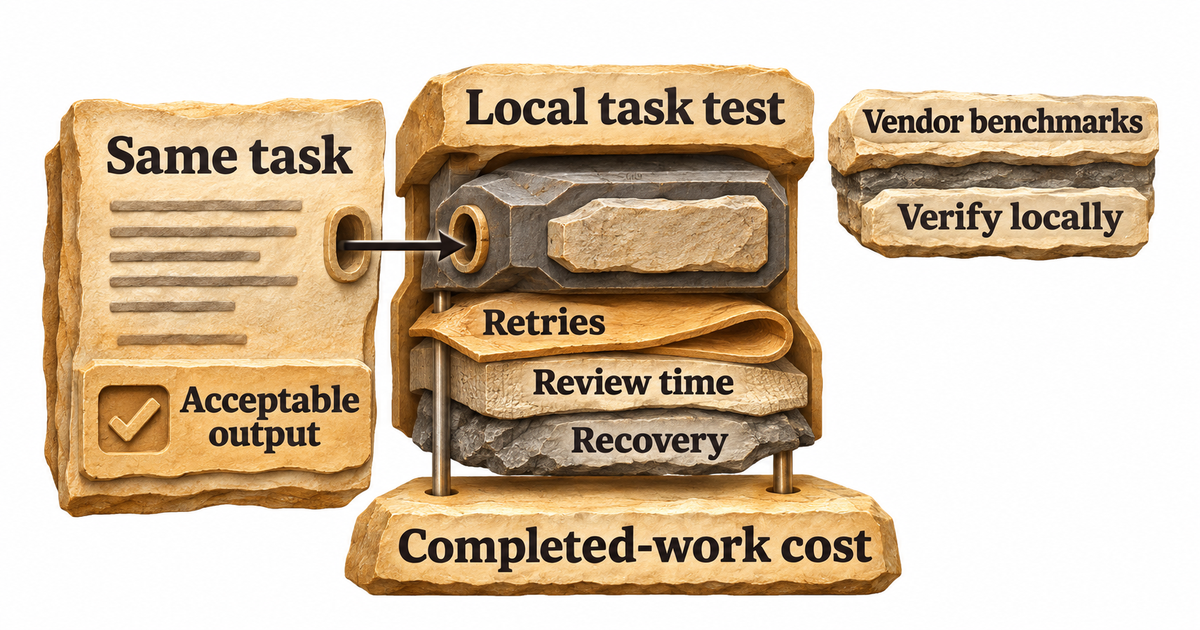 Same task
Acceptable
output
Local task test
Retries
Review time
Recovery
Completed-work cost
Vendor benchmarks
Verify locally